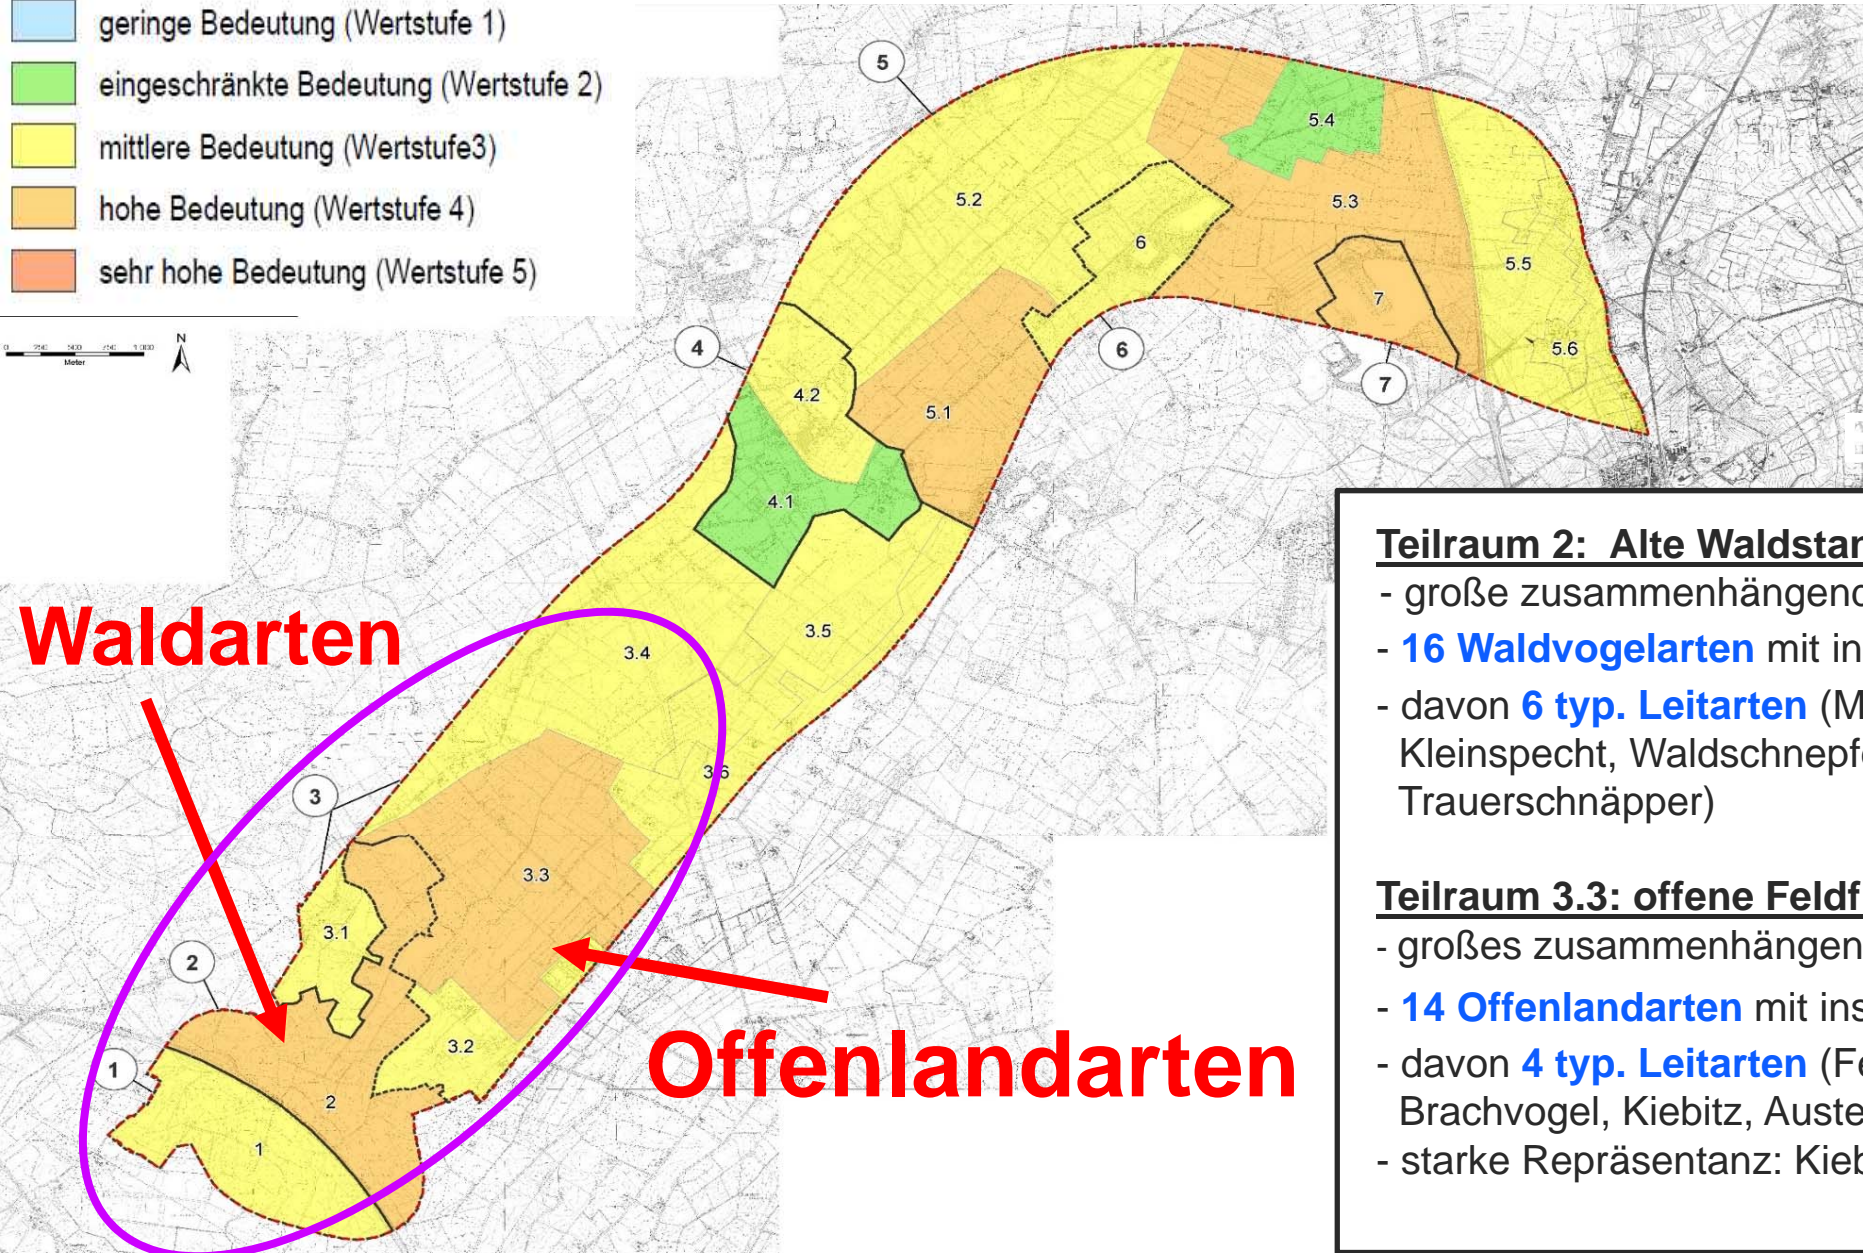 geringe Bedeutung (Wertstufe 1)
eingeschränkte Bedeutung (Wertstufe 2)
mittlere Bedeutung (Wertstufe3)
hohe Bedeutung (Wertstufe 4)
sehr hohe Bedeutung (Wertstufe 5)
Meter
N
5
5.4
5.2
5.3
6
5.5
7
5.6
4
6
7
4.2
5.1
4.1
3.5
3.4
3.6
3
3.3
3.1
2
3.2
1
2
1
Waldarten
Offenlandarten
Teilraum 2: Alte Waldstan
- große zusammenhängend
- 16 Waldvogelarten mit in
- davon 6 typ. Leitarten (M
Kleinspecht, Waldschnepfe
Trauerschnäpper)
Teilraum 3.3: offene Feldf
- großes zusammenhängen
- 14 Offenlandarten mit ins
- davon 4 typ. Leitarten (Fe
Brachvogel, Kiebitz, Auste
- starke Repräsentanz: Kieb